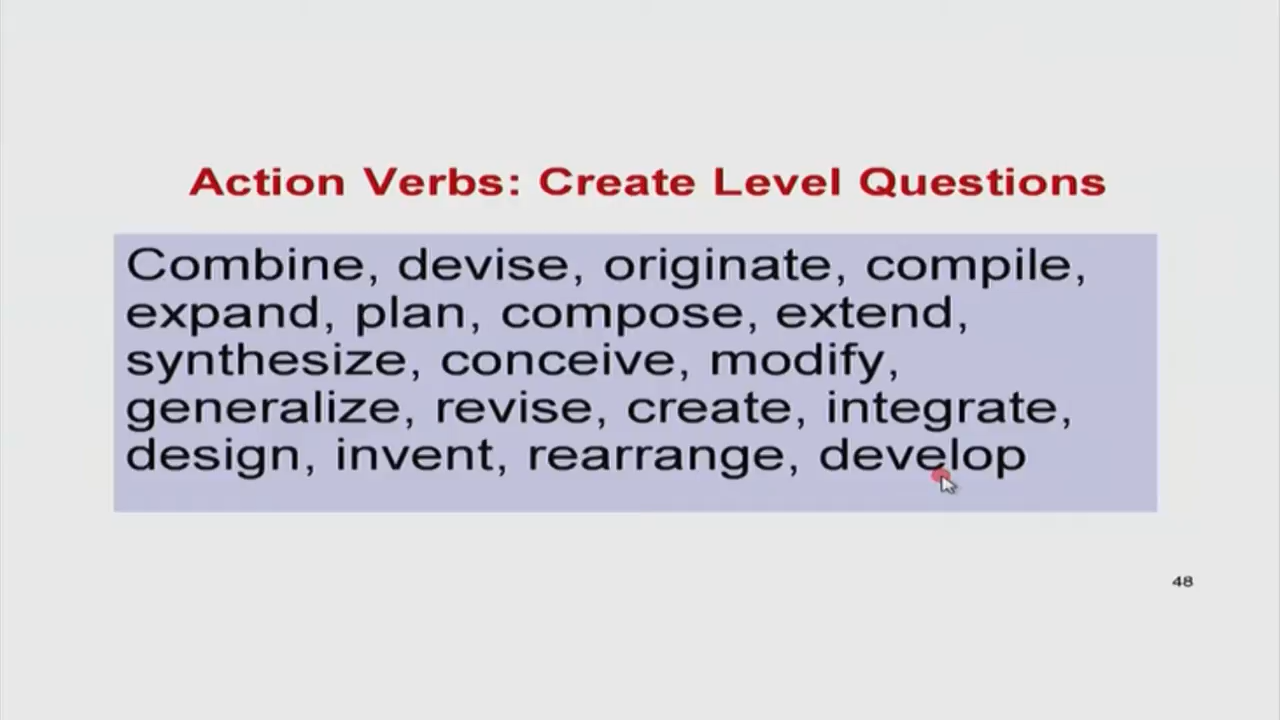 Action Verbs: Create Level Questions
Combine, devise, originate, compile,
expand, plan, compose, extend,
synthesize, conceive, modify,
generalize, revise, create, integrate,
design, invent, rearrange, develop
48